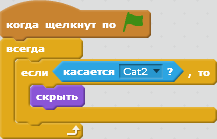 когда щелкнут по
всегда
если касается Cat2 ? , то
скрыть